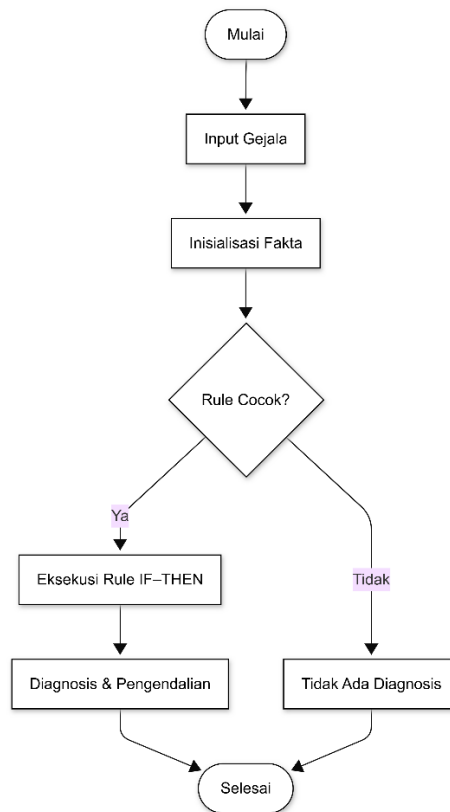 Mulai
Input Gejala
Inisialisasi Fakta
Rule Cocok?
Ya
Tidak
Eksekusi Rule IF–THEN
Diagnosis & Pengendalian
Tidak Ada Diagnosis
Selesai